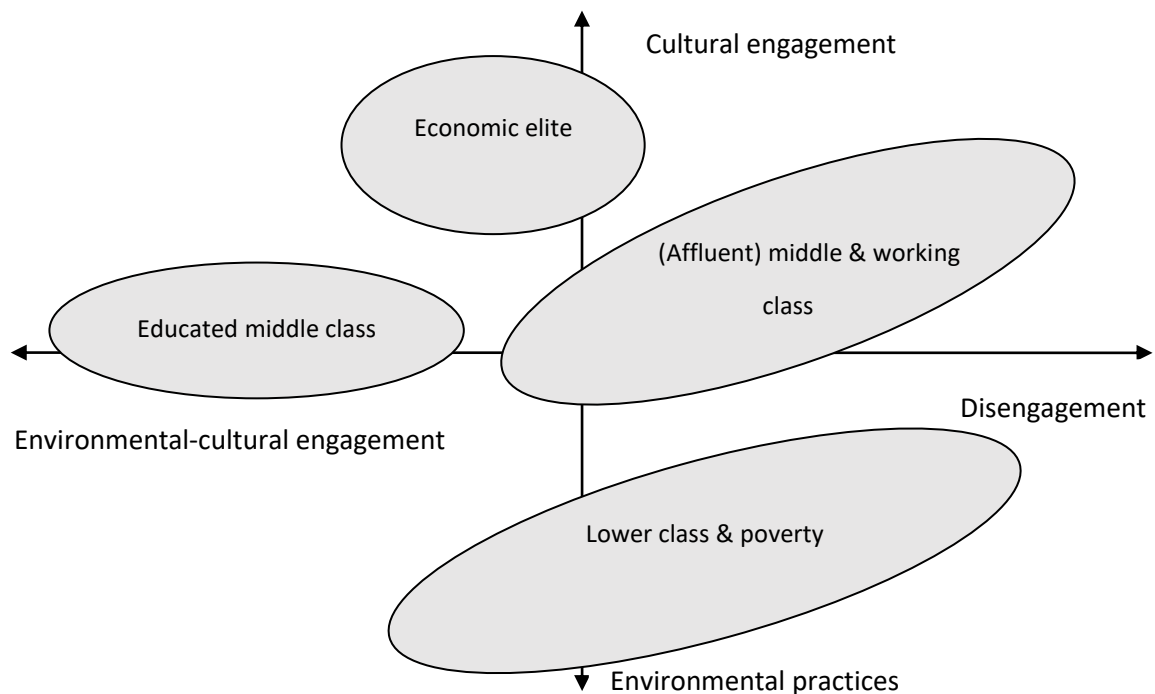 Cultural engagement
Economic elite
(Affluent) middle & working
class
Educated middle class
Disengagement
Environmental-cultural engagement
Lower class & poverty
Environmental practices